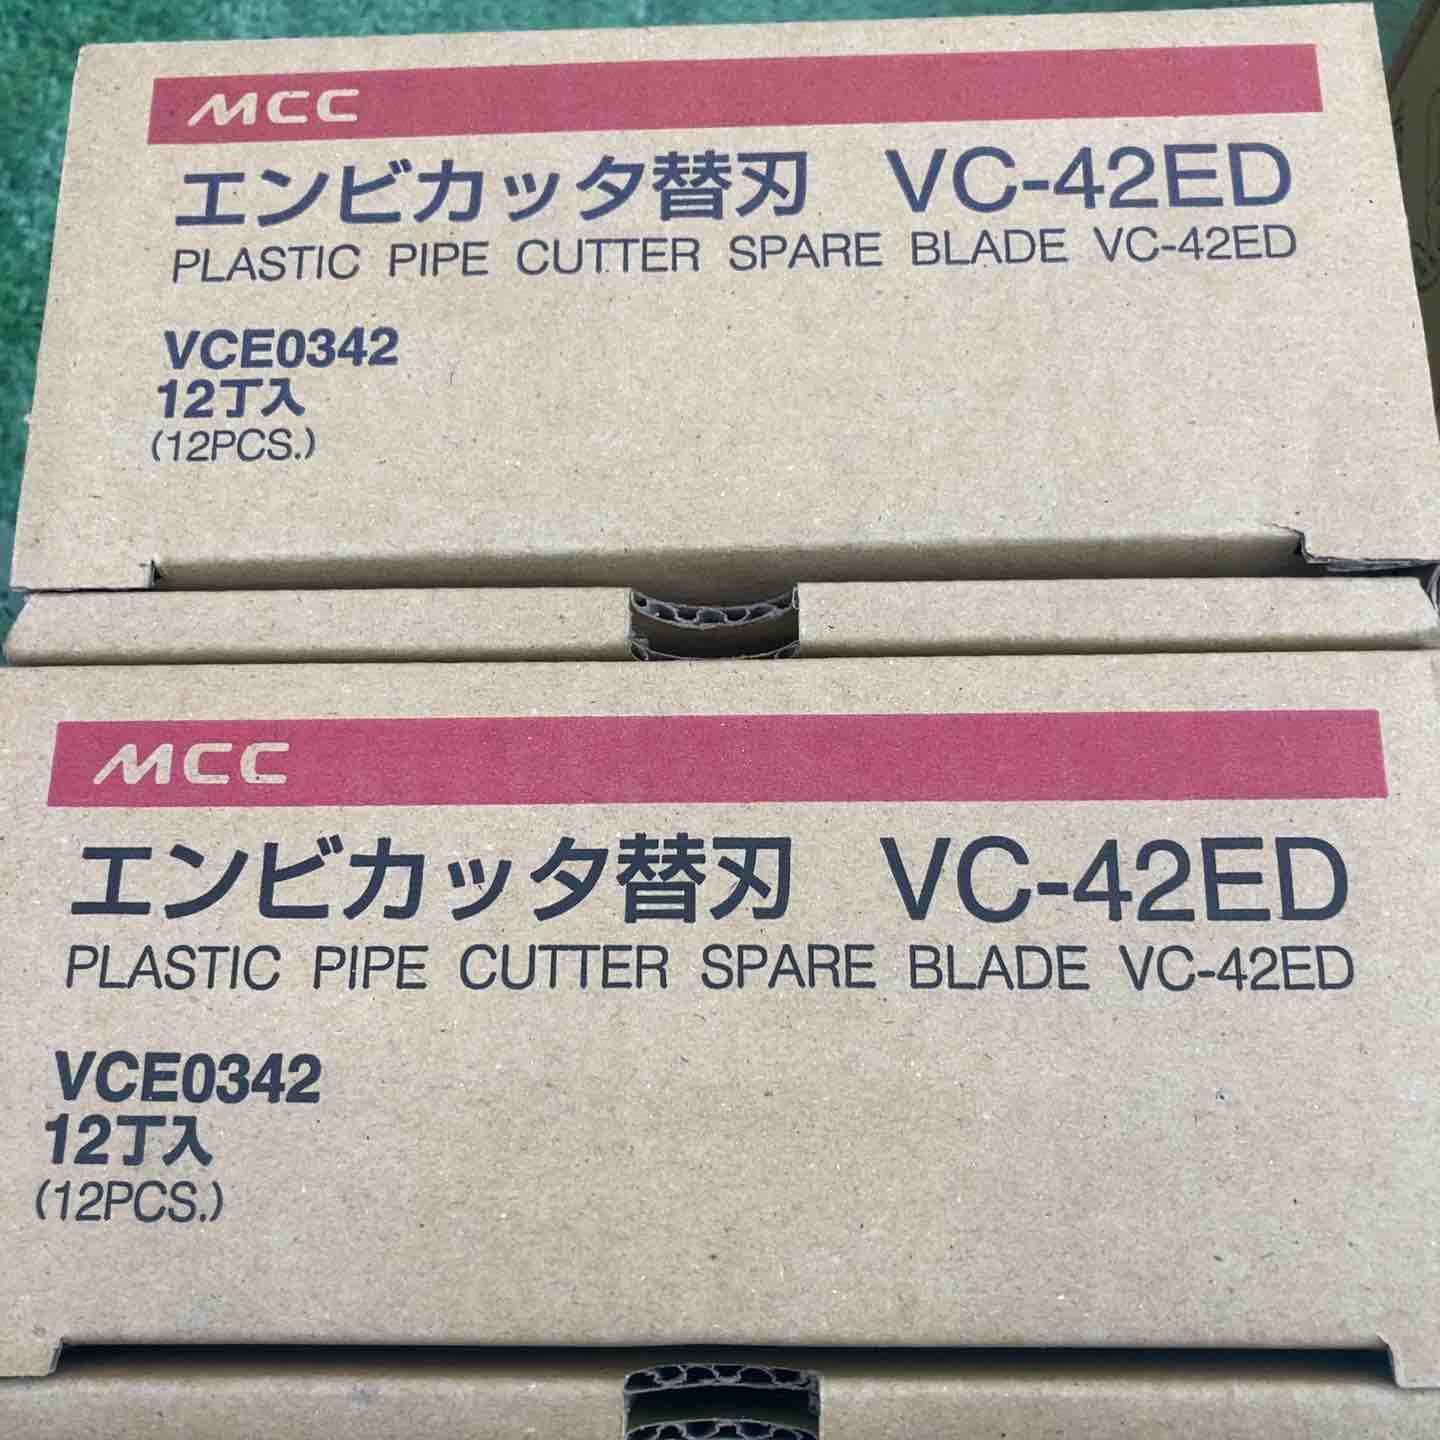 MCC
エンビカッタ替刃 VC-42ED
PLASTIC PIPE CUTTER SPARE BLADE VC-42ED
VCE0342
12丁入
(12PCS.)
MCC
エンビカッタ替刃 VC-42ED
PLASTIC PIPE CUTTER SPARE BLADE VC-42ED
VCE0342
12丁入
(12PCS.)